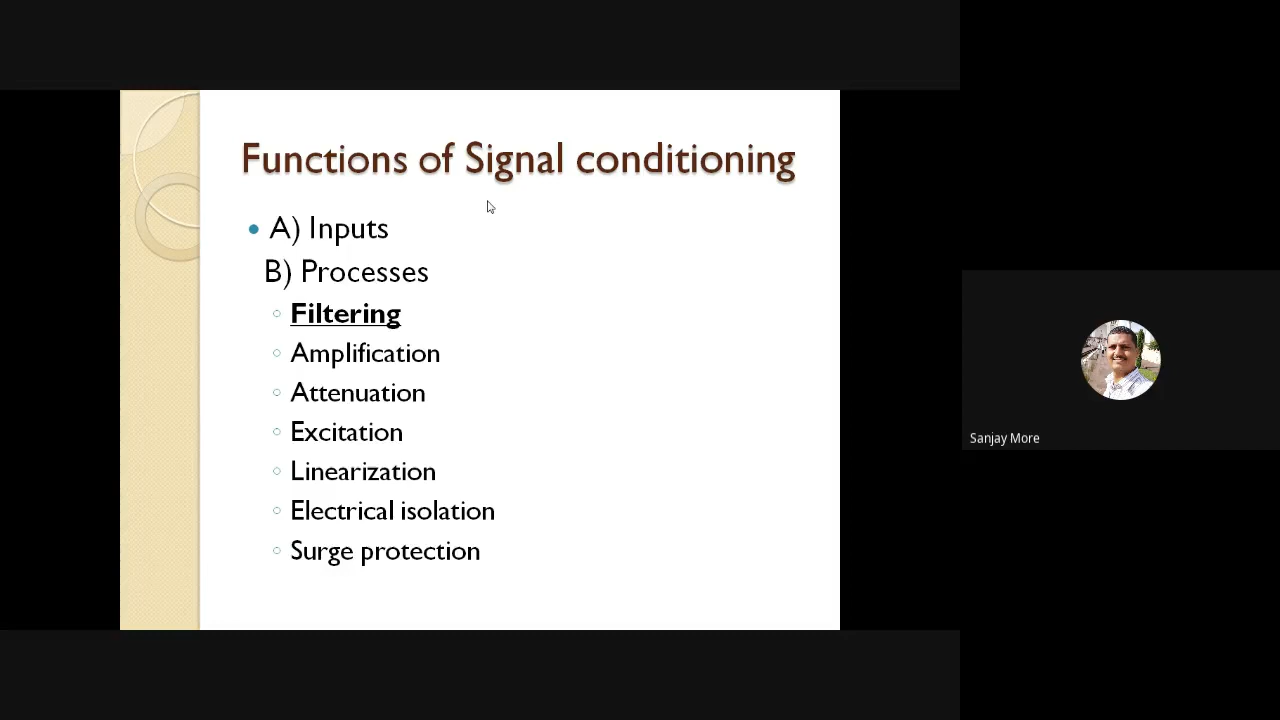 Functions of Signal conditioning
• A) Inputs
B) Processes
◦ Filtering
◦ Amplification
◦ Attenuation
◦ Excitation
◦ Linearization
◦ Electrical isolation
◦ Surge protection
Sanjay More